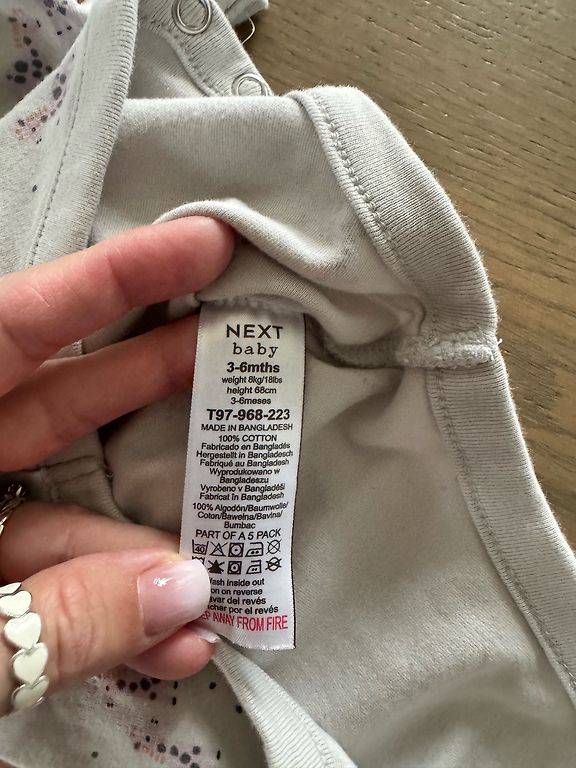 NEXT
baby
3-6mths
weight 8kg/18lbs
height 68cm
3-6meses
T97-968-223
MADE IN BANGLADESH
100% COTTON
Fabricado en Bangladés
Hergestellt in Bangladesch
Fabriqué au Bangladesh
Wyprodukowano w
Bangladeszu
Vyrobeno v Bangladéši
Fabricat în Bangladesh
100% Algodón/Baumwolle/
Coton/Bawełna/Bavlna/
Bumbac
PART OF A 5 PACK
40
inside out
on on reverse
del revés
por el revés
AWAY FROM FIRE